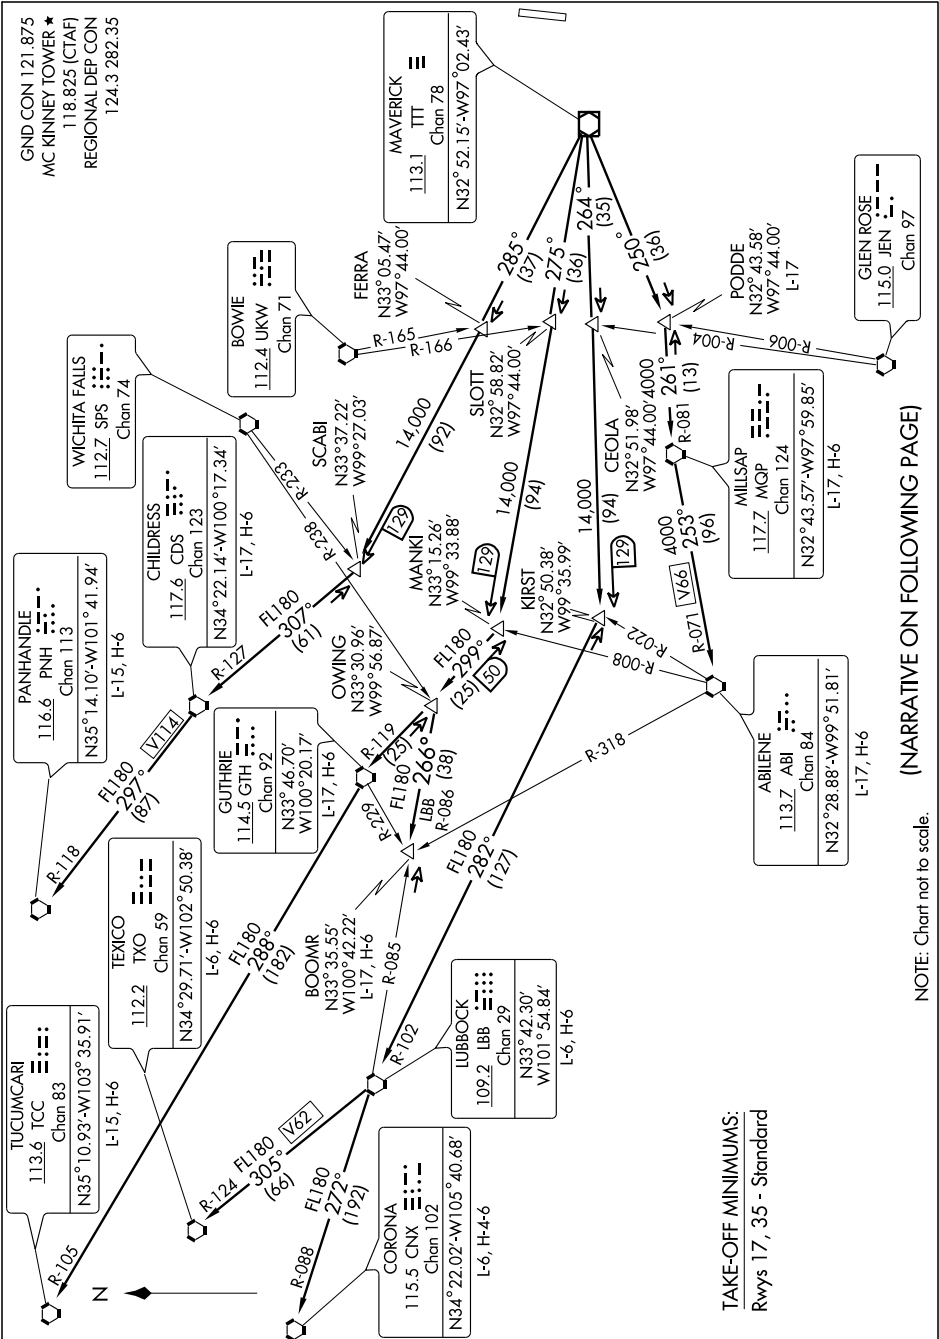 GND CON 121.875
MC KINNEY TOWER ★
118.825 (CTAF)
REGIONAL DEP CON
124.3 282.35
MAVERICK
113.1 TTT
Chan 78
N32°52.15'-W97°02.43'
BOWIE
112.4 UKW
Chan 71
FERRA
N33°05.47'
W97°44.00'
WICHITA FALLS
112.7 SPS
Chan 74
SCABI
N33°37.22'
W99°27.03'
CHILDRESS
117.6 CDS
Chan 123
N34°22.14'-W100°17.34'
L-17, H-6
PANHANDLE
116.6 PNH
Chan 113
N35°14.10'-W101°41.94'
L-15, H-6
TEXICO
112.2 TXO
Chan 59
N34°29.71'-W102°50.38'
L-6, H-6
TUCUMCARI
113.6 TCC
Chan 83
N35°10.93'-W103°35.91'
L-15, H-6
GUTHRIE
114.5 GTH
Chan 92
N33°46.70'
W100°20.17'
L-17, H-6
OWING
N33°30.96'
W99°56.87'
MANKI
N33°15.26'
W99°33.88'
SLOTT
N32°58.82'
W97°44.00'
KIRST
N32°50.38'
W99°35.99'
CEOLA
N32°51.98'
W97°44.00'
PODDE
N32°43.58'
W97°44.00'
L-17
GLEN ROSE
115.0 JEN
Chan 97
MILLSAP
117.7 MQP
Chan 124
N32°43.57'-W97°59.85'
L-17, H-6
ABILENE
113.7 ABI
Chan 84
N32°28.88'-W99°51.81'
L-17, H-6
BOOMR
N33°35.55'
W100°42.22'
L-17, H-6
LUBBOCK
109.2 LBB
Chan 29
N33°42.30'
W101°54.84'
L-6, H-6
CORONA
115.5 CNX
Chan 102
N34°22.02'-W105°40.68'
L-6, H-4-6
285°
(37)
275°
(36)
264°
(35)
250°
(36)
R-165
R-166
R-004
R-006
14,000
(92)
129
14,000
(94)
129
14,000
(94)
129
4000
261°
(13)
R-081
4000
253°
(96)
V66
R-071
R-022
R-008
R-318
R-233
R-238
FL180
307°
(61)
R-127
FL180
297°
(87)
V114
R-118
FL180
299°
(25)
50
R-119
(25)
FL180
266°
(38)
LBB
R-086
R-229
FL180
288°
(182)
R-105
FL180
282°
(127)
R-102
R-085
FL180
305°
(66)
V62
R-124
FL180
272°
(192)
R-088
N
TAKE-OFF MINIMUMS:
Rwys 17, 35 - Standard
NOTE: Chart not to scale.
(NARRATIVE ON FOLLOWING PAGE)